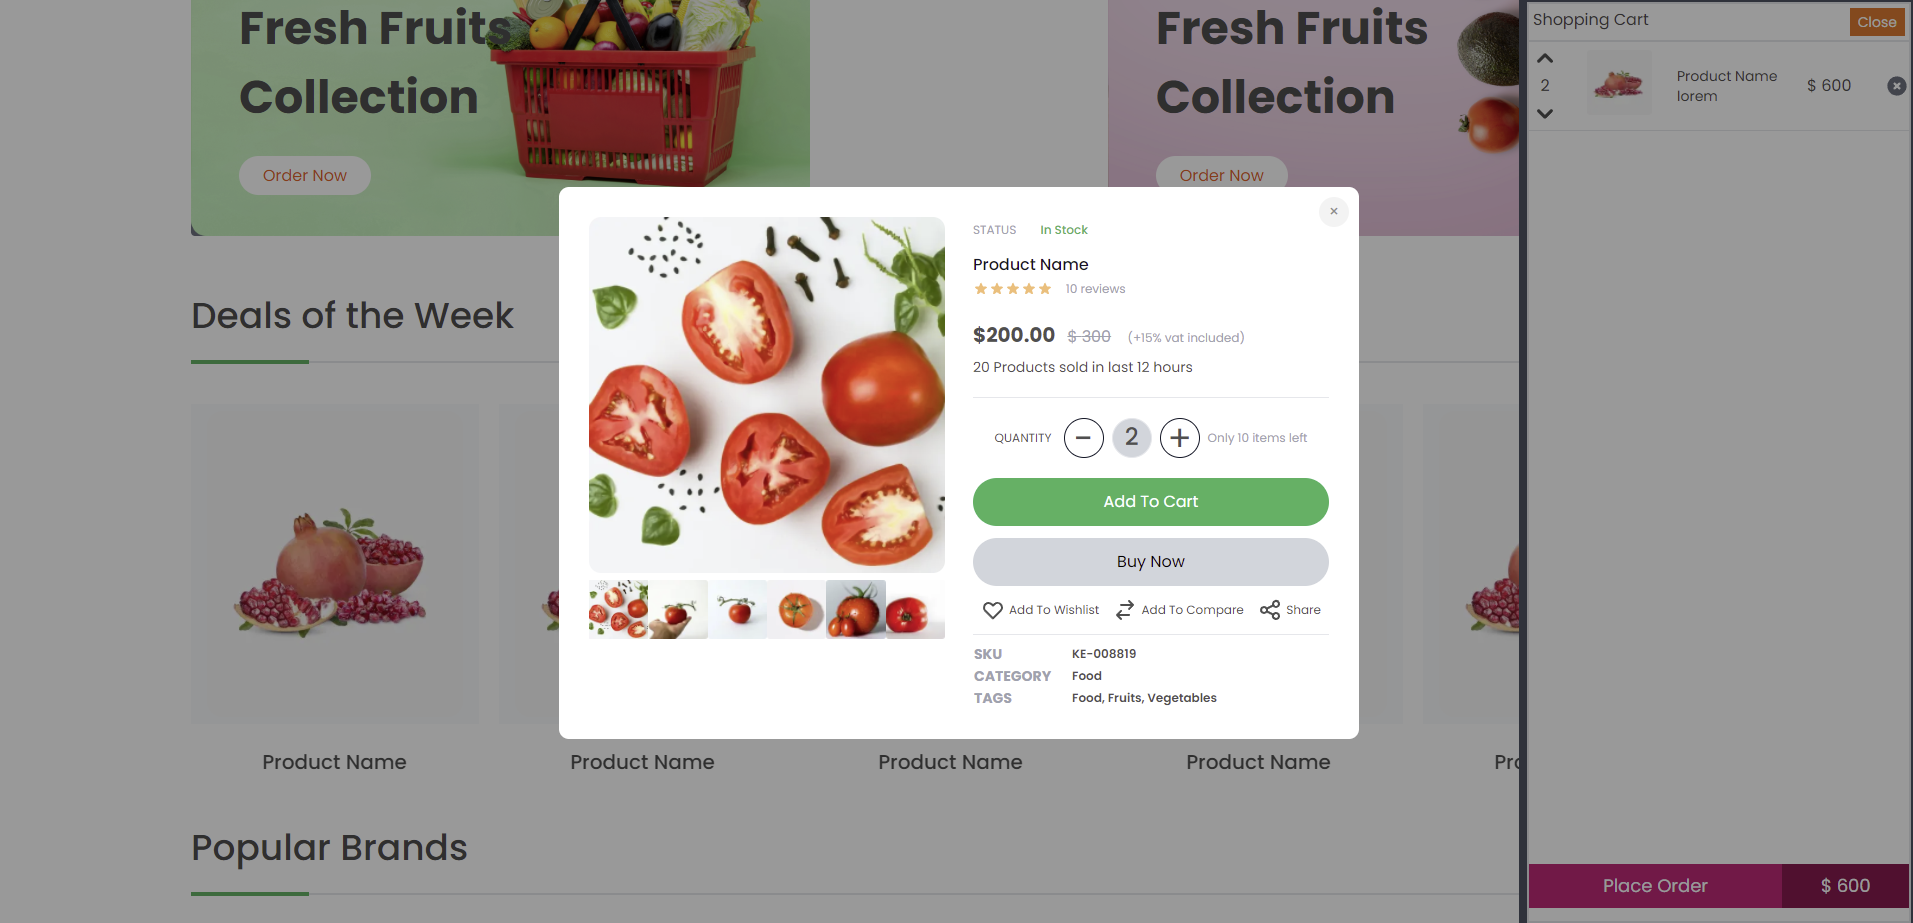 Fresh Fruits
Collection
Order Now
Fresh Fruits
Collection
Order Now
Shopping Cart
Close
2
Product Name
lorem
$ 600
STATUS In Stock
Product Name
10 reviews
$200.00 $ 300 (+15% vat included)
20 Products sold in last 12 hours
QUANTITY − 2 + Only 10 items left
Add To Cart
Buy Now
Add To Wishlist Add To Compare Share
SKU KE-008819
CATEGORY Food
TAGS Food, Fruits, Vegetables
Deals of the Week
Product Name
Product Name
Product Name
Product Name
Popular Brands
Place Order $ 600